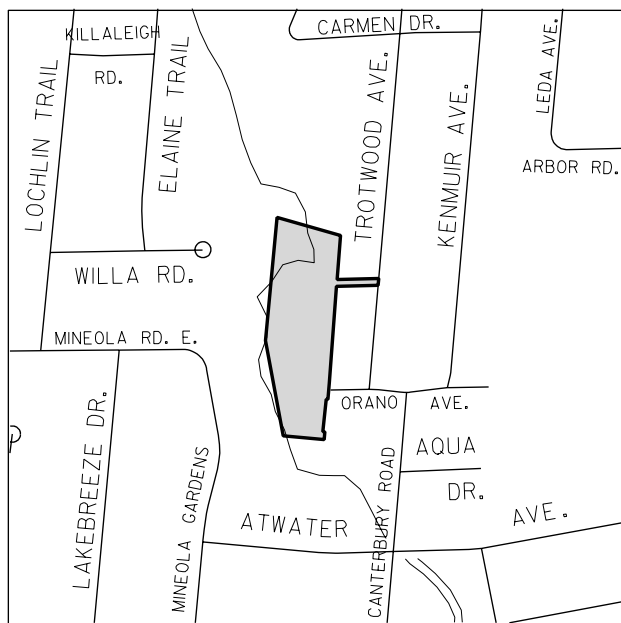 KILLALEIGH
RD.
CARMEN DR.
LOCHLIN TRAIL
ELAINE TRAIL
TROTWOOD AVE.
KENMUIR AVE.
LEDA AVE.
ARBOR RD.
WILLA RD.
MINEOLA RD. E.
ORANO AVE.
AQUA
DR.
LAKEBREEZE DR.
MINEOLA GARDENS
CANTERBURY ROAD
ATWATER AVE.